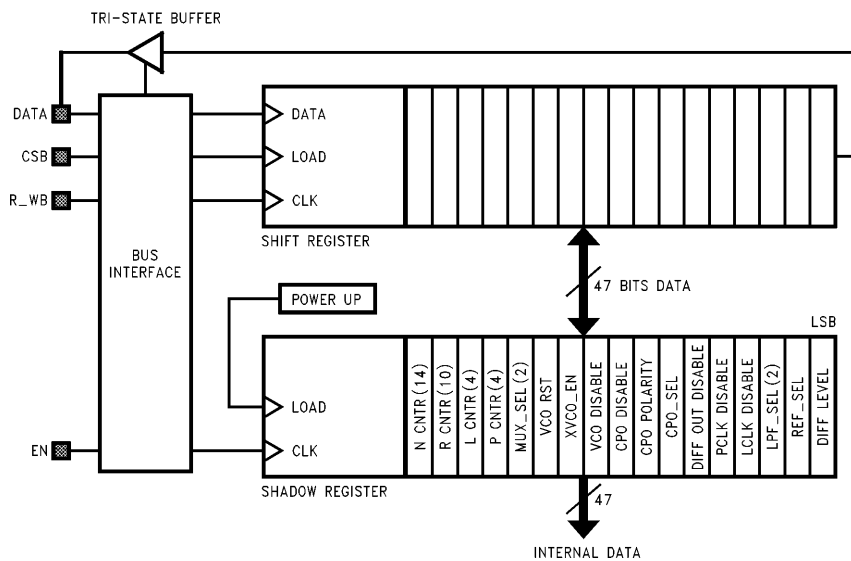 TRI-STATE BUFFER
DATA
CSB
R_WB
EN
BUS
INTERFACE
DATA
LOAD
CLK
SHIFT REGISTER
47 BITS DATA
POWER UP
LSB
LOAD
CLK
SHADOW REGISTER
N CNTR(14)
R CNTR(10)
L CNTR(4)
P CNTR(4)
MUX_SEL(2)
VCO RST
XVCO_EN
VCO DISABLE
CPO DISABLE
CPO POLARITY
CPO_SEL
DIFF OUT DISABLE
PCLK DISABLE
LCLK DISABLE
LPF_SEL(2)
REF_SEL
DIFF LEVEL
47
INTERNAL DATA